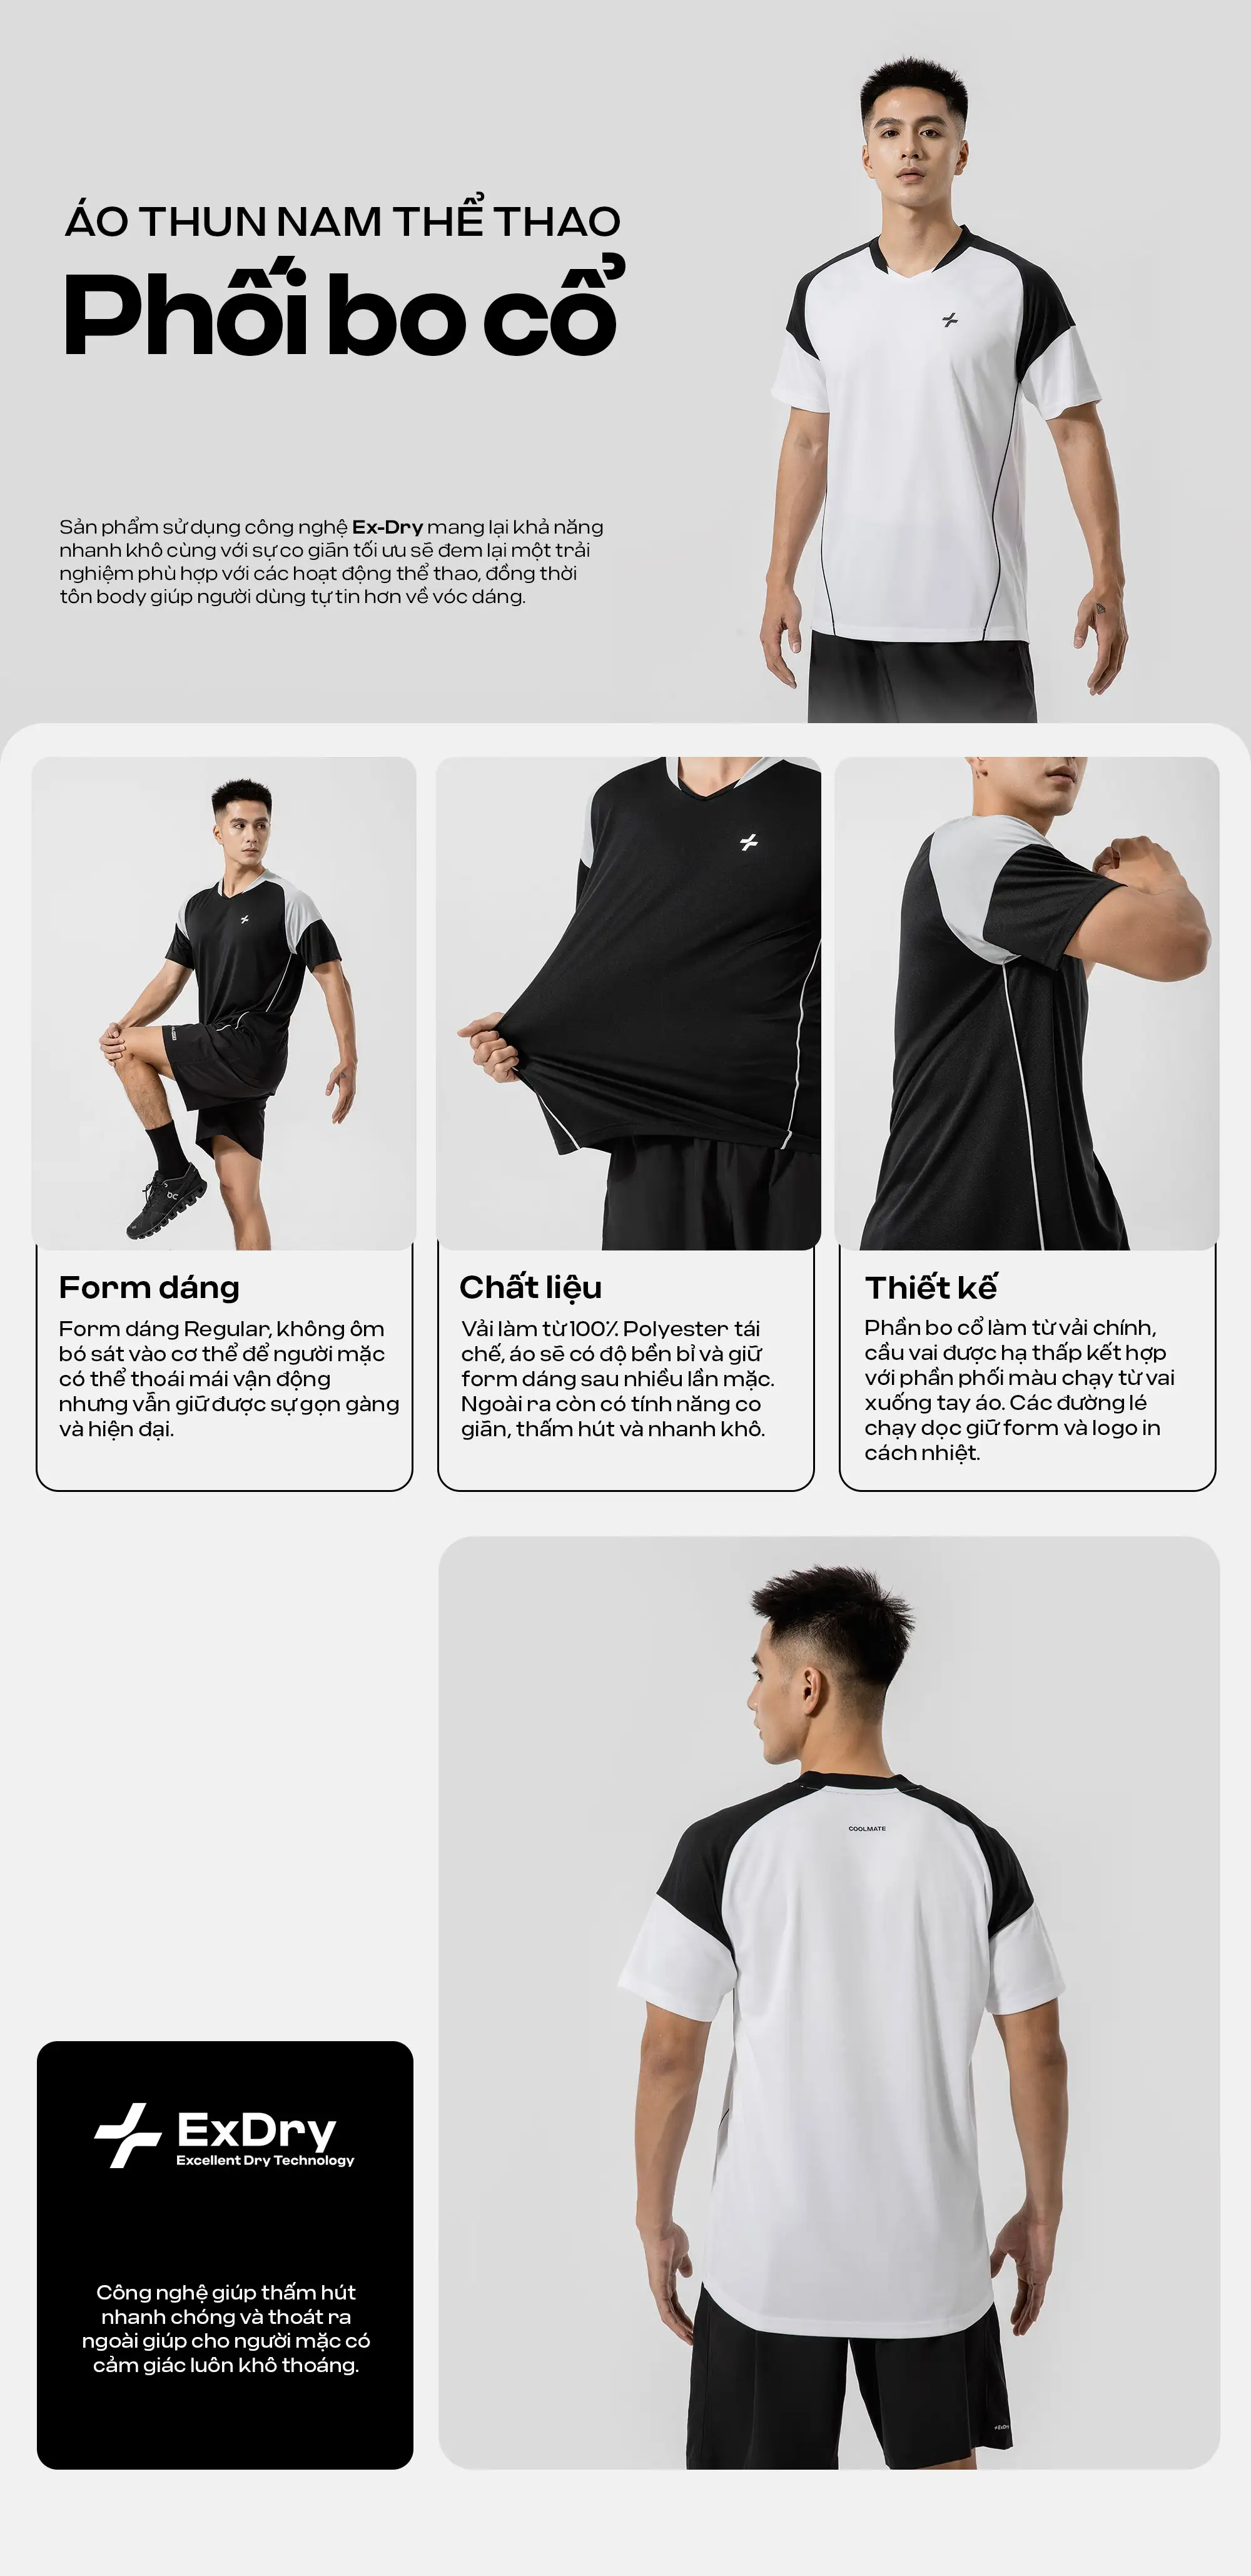 ÁO THUN NAM THỂ THAO
Phối bo cổ
Sản phẩm sử dụng công nghệ Ex-Dry mang lại khả năng
nhanh khô cùng với sự co giãn tối ưu sẽ đem lại một trải
nghiệm phù hợp với các hoạt động thể thao, đồng thời
tôn body giúp người dùng tự tin hơn về vóc dáng.
Form dáng
Form dáng Regular, không ôm
bó sát vào cơ thể để người mặc
có thể thoái mái vận động
nhưng vẫn giữ được sự gọn gàng
và hiện đại.
Chất liệu
Vải làm từ 100% Polyester tái
chế, áo sẽ có độ bền bỉ và giữ
form dáng sau nhiều lần mặc.
Ngoài ra còn có tính năng co
giãn, thấm hút và nhanh khô.
Thiết kế
Phần bo cổ làm từ vải chính,
cầu vai được hạ thấp kết hợp
với phần phối màu chạy từ vai
xuống tay áo. Các đường lé
chạy dọc giữ form và logo in
cách nhiệt.
COOLMATE
ExDry
Excellent Dry Technology
Công nghệ giúp thấm hút
nhanh chóng và thoát ra
ngoài giúp cho người mặc có
cảm giác luôn khô thoáng.
ExDry